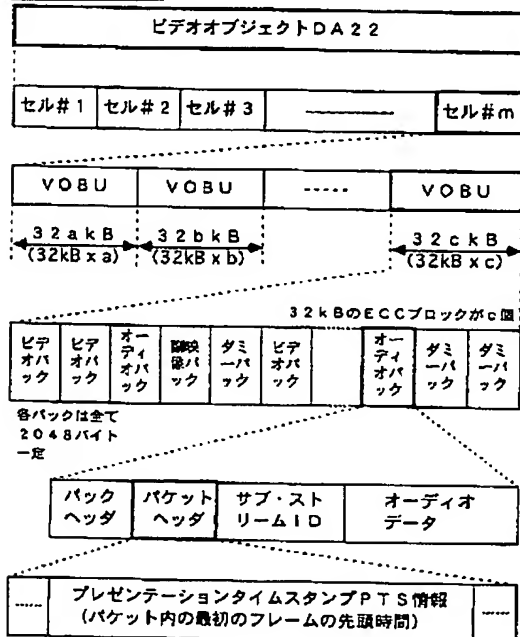 ビデオオブジェクトDA22
セル#1 セル#2 セル#3 セル#m
VOBU VOBU ----- VOBU
32akB 32bkB 32ckB
(32kB x a) (32kB x b) (32kB x c)
32kBのECCブロックがc個
ビデオパック ビデオパック オーディオパック 副映像パック ダミーパック ビデオパック オーディオパック ダミーパック ダミーパック
各パックは全て
2048バイト
一定
パックヘッダ パケットヘッダ サブ・ストリームID オーディオデータ
プレゼンテーションタイムスタンプPTS情報
(パケット内の最初のフレームの先頭時間)